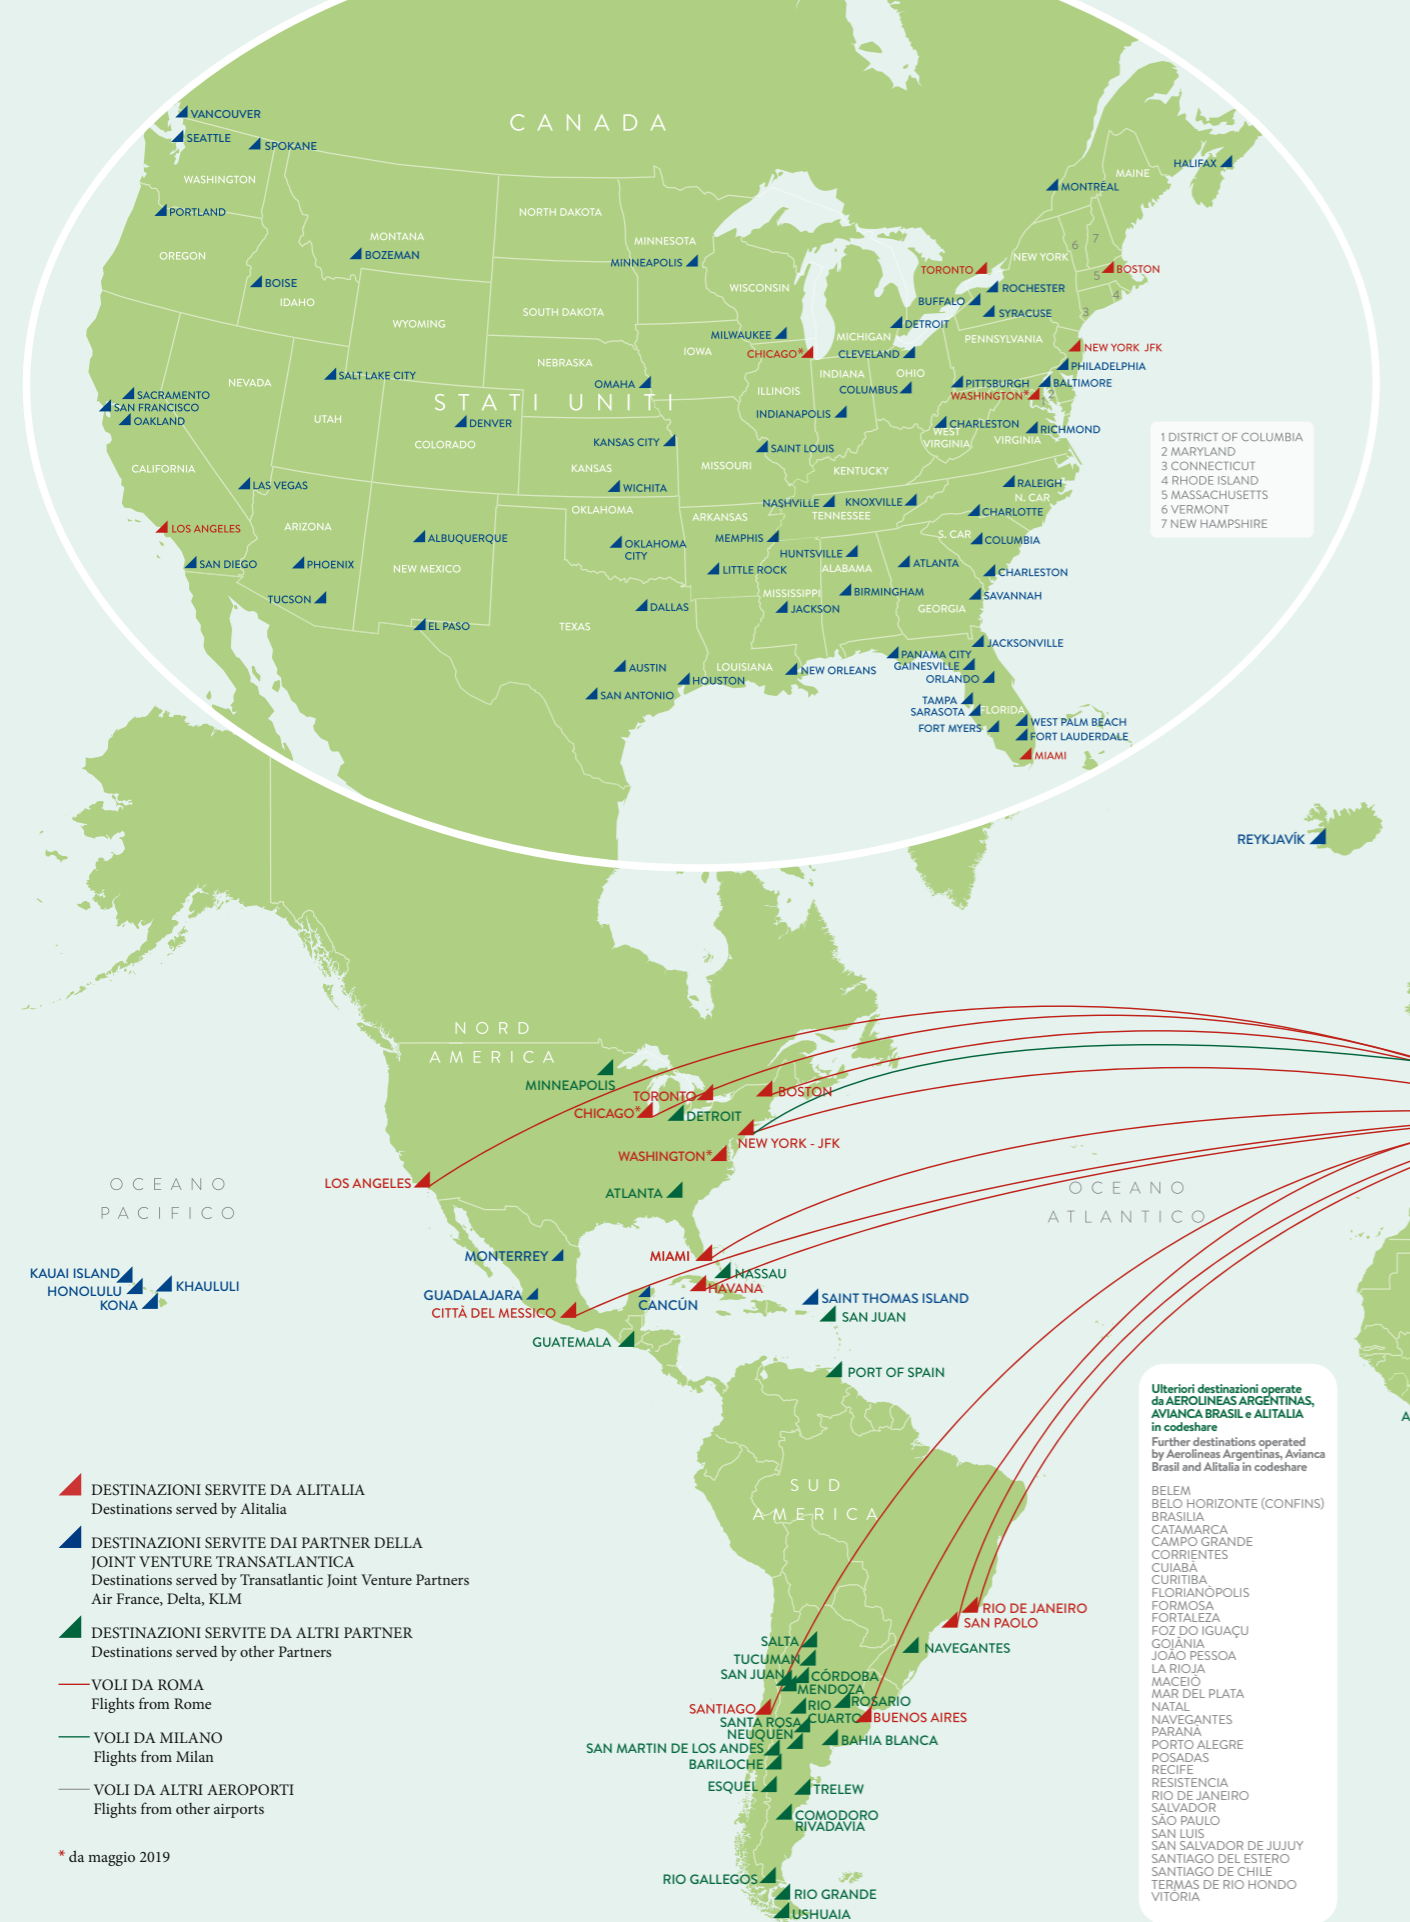 CANADA
VANCOUVER
SEATTLE
SPOKANE
WASHINGTON
PORTLAND
OREGON
MONTANA
BOZEMAN
BOISE
IDAHO
WYOMING
NORTH DAKOTA
MINNESOTA
MINNEAPOLIS
SOUTH DAKOTA
WISCONSIN
MILWAUKEE
CHICAGO*
IOWA
NEBRASKA
OMAHA
MICHIGAN
DETROIT
CLEVELAND
INDIANA
OHIO
COLUMBUS
ILLINOIS
INDIANAPOLIS
HALIFAX
MAINE
MONTRÉAL
6
7
NEW YORK
TORONTO
BOSTON
5
ROCHESTER
4
BUFFALO
SYRACUSE
3
PENNSYLVANIA
NEW YORK JFK
PHILADELPHIA
PITTSBURGH
BALTIMORE
WASHINGTON*
2
CHARLESTON
WEST
VIRGINIA
RICHMOND
VIRGINIA
1 DISTRICT OF COLUMBIA
2 MARYLAND
3 CONNECTICUT
4 RHODE ISLAND
5 MASSACHUSETTS
6 VERMONT
7 NEW HAMPSHIRE
NEVADA
SALT LAKE CITY
UTAH
STATI UNITI
SACRAMENTO
SAN FRANCISCO
OAKLAND
CALIFORNIA
DENVER
COLORADO
KANSAS CITY
KANSAS
WICHITA
MISSOURI
SAINT LOUIS
KENTUCKY
LAS VEGAS
LOS ANGELES
ARIZONA
SAN DIEGO
PHOENIX
TUCSON
ALBUQUERQUE
NEW MEXICO
EL PASO
OKLAHOMA
OKLAHOMA
CITY
ARKANSAS
LITTLE ROCK
MEMPHIS
NASHVILLE
KNOXVILLE
TENNESSEE
RALEIGH
N. CAR
CHARLOTTE
S. CAR
COLUMBIA
HUNTSVILLE
ALABAMA
ATLANTA
CHARLESTON
BIRMINGHAM
SAVANNAH
GEORGIA
MISSISSIPPI
JACKSON
DALLAS
TEXAS
AUSTIN
SAN ANTONIO
HOUSTON
LOUISIANA
NEW ORLEANS
JACKSONVILLE
PANAMA CITY
GAINESVILLE
ORLANDO
TAMPA
SARASOTA
FLORIDA
FORT MYERS
WEST PALM BEACH
FORT LAUDERDALE
MIAMI
REYKJAVÍK
NORD
AMERICA
MINNEAPOLIS
TORONTO
BOSTON
CHICAGO*
DETROIT
NEW YORK - JFK
WASHINGTON*
LOS ANGELES
ATLANTA
OCEANO
PACIFICO
OCEANO
ATLANTICO
MONTERREY
MIAMI
NASSAU
HAVANA
KAUAI ISLAND
HONOLULU
KHAULULI
KONA
GUADALAJARA
CITTÀ DEL MESSICO
CANCÚN
SAINT THOMAS ISLAND
SAN JUAN
GUATEMALA
PORT OF SPAIN
A
SUD
AMERICA
RIO DE JANEIRO
SAN PAOLO
NAVEGANTES
SALTA
TUCUMAN
SAN JUAN
CÓRDOBA
MENDOZA
SANTIAGO
RIO
CUARTO
ROSARIO
BUENOS AIRES
SANTA ROSA
NEUQUÉN
BAHIA BLANCA
SAN MARTIN DE LOS ANDES
BARILOCHE
ESQUEL
TRELEW
COMODORO
RIVADAVIA
RIO GALLEGOS
RIO GRANDE
USHUAIA
DESTINAZIONI SERVITE DA ALITALIA
Destinations served by Alitalia
DESTINAZIONI SERVITE DAI PARTNER DELLA
JOINT VENTURE TRANSATLANTICA
Destinations served by Transatlantic Joint Venture Partners
Air France, Delta, KLM
DESTINAZIONI SERVITE DA ALTRI PARTNER
Destinations served by other Partners
VOLI DA ROMA
Flights from Rome
VOLI DA MILANO
Flights from Milan
VOLI DA ALTRI AEROPORTI
Flights from other airports
* da maggio 2019
Ulteriori destinazioni operate
da AEROLINEAS ARGENTINAS,
AVIANCA BRASIL e ALITALIA
in codeshare
Further destinations operated
by Aerolineas Argentinas, Avianca
Brasil and Alitalia in codeshare
BELEM
BELO HORIZONTE (CONFINS)
BRASILIA
CATAMARCA
CAMPO GRANDE
CORRIENTES
CUIABÁ
CURITIBA
FLORIANÓPOLIS
FORMOSA
FORTALEZA
FOZ DO IGUAÇU
GOIÂNIA
JOÃO PESSOA
LA RIOJA
MACEIÓ
MAR DEL PLATA
NATAL
NAVEGANTES
PARANÁ
PORTO ALEGRE
POSADAS
RECIFE
RESISTENCIA
RIO DE JANEIRO
SALVADOR
SÃO PAULO
SAN LUIS
SAN SALVADOR DE JUJUY
SANTIAGO DEL ESTERO
SANTIAGO DE CHILE
TERMAS DE RIO HONDO
VITÓRIA